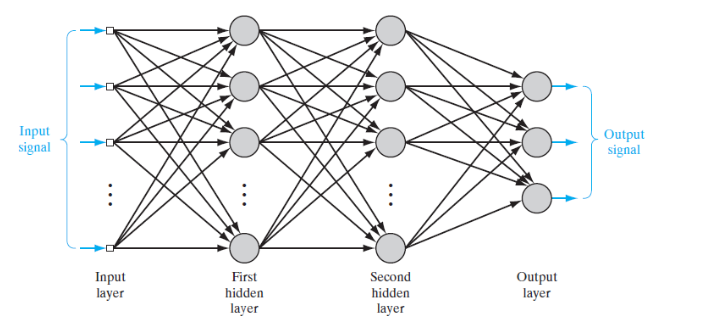 Input
signal
Output
signal
Input
layer
First
hidden
layer
Second
hidden
layer
Output
layer